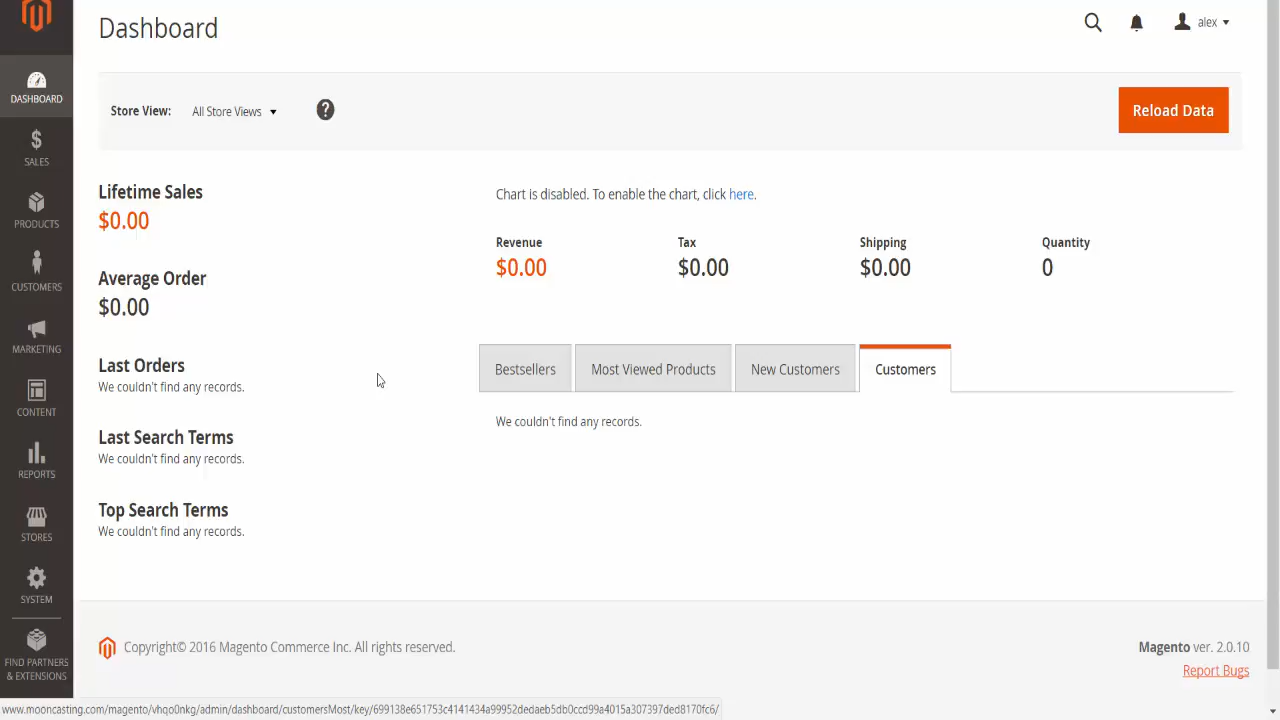 Dashboard
alex
DASHBOARD
Store View: All Store Views
Reload Data
SALES
PRODUCTS
CUSTOMERS
MARKETING
CONTENT
REPORTS
STORES
SYSTEM
FIND PARTNERS
& EXTENSIONS
Lifetime Sales
$0.00
Average Order
$0.00
Last Orders
We couldn't find any records.
Last Search Terms
We couldn't find any records.
Top Search Terms
We couldn't find any records.
Chart is disabled. To enable the chart, click here.
Revenue Tax Shipping Quantity
$0.00 $0.00 $0.00 0
Bestsellers Most Viewed Products New Customers Customers
We couldn't find any records.
Copyright© 2016 Magento Commerce Inc. All rights reserved.
Magento ver. 2.0.10
Report Bugs
www.mooncasting.com/magento/vhqo0nkg/admin/dashboard/customersMost/key/699138e651753c4141434a99952dedaeb5db0ccd99a4015a307397ded8170fc6/